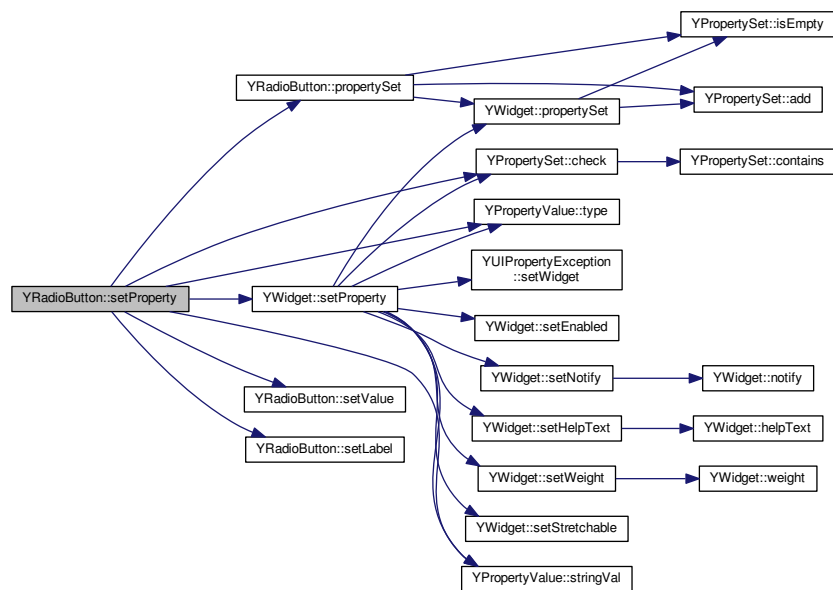 YPropertySet::isEmpty
YRadioButton::propertySet
YPropertySet::add
YWidget::propertySet
YPropertySet::check
YPropertySet::contains
YPropertyValue::type
YUIPropertyException
::setWidget
YRadioButton::setProperty
YWidget::setProperty
YWidget::setEnabled
YWidget::setNotify
YWidget::notify
YRadioButton::setValue
YWidget::setHelpText
YWidget::helpText
YRadioButton::setLabel
YWidget::setWeight
YWidget::weight
YWidget::setStretchable
YPropertyValue::stringVal